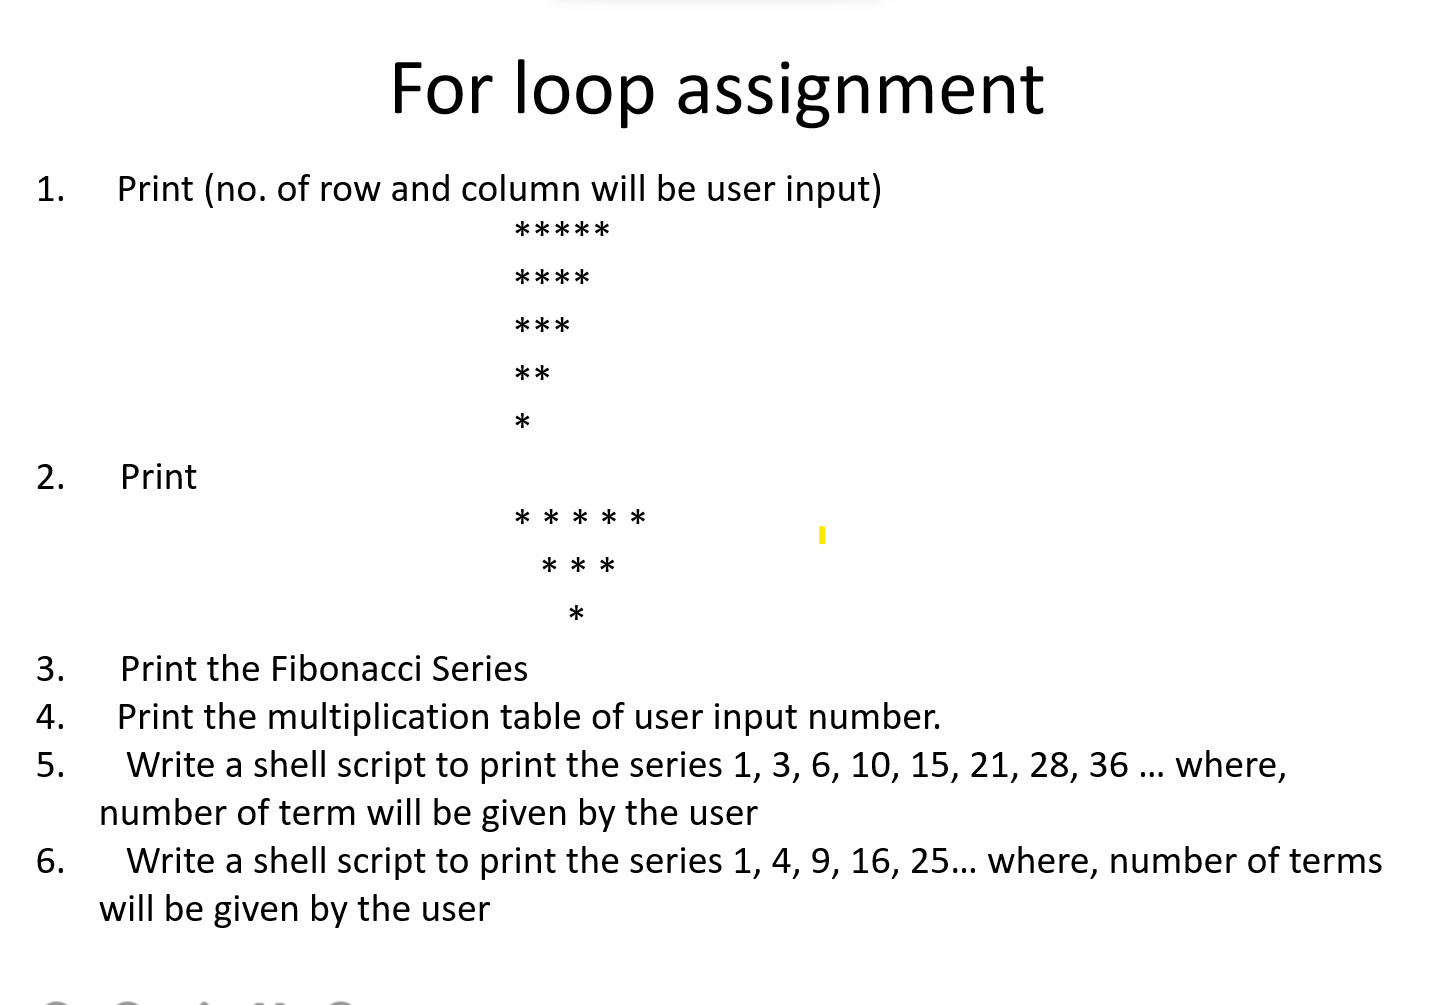 For loop assignment
1. Print (no. of row and column will be user input)
*****
****
***
**
*
2. Print
* * * * *
* * *
*
3. Print the Fibonacci Series
4. Print the multiplication table of user input number.
5. Write a shell script to print the series 1, 3, 6, 10, 15, 21, 28, 36 ... where,
number of term will be given by the user
6. Write a shell script to print the series 1, 4, 9, 16, 25... where, number of terms
will be given by the user